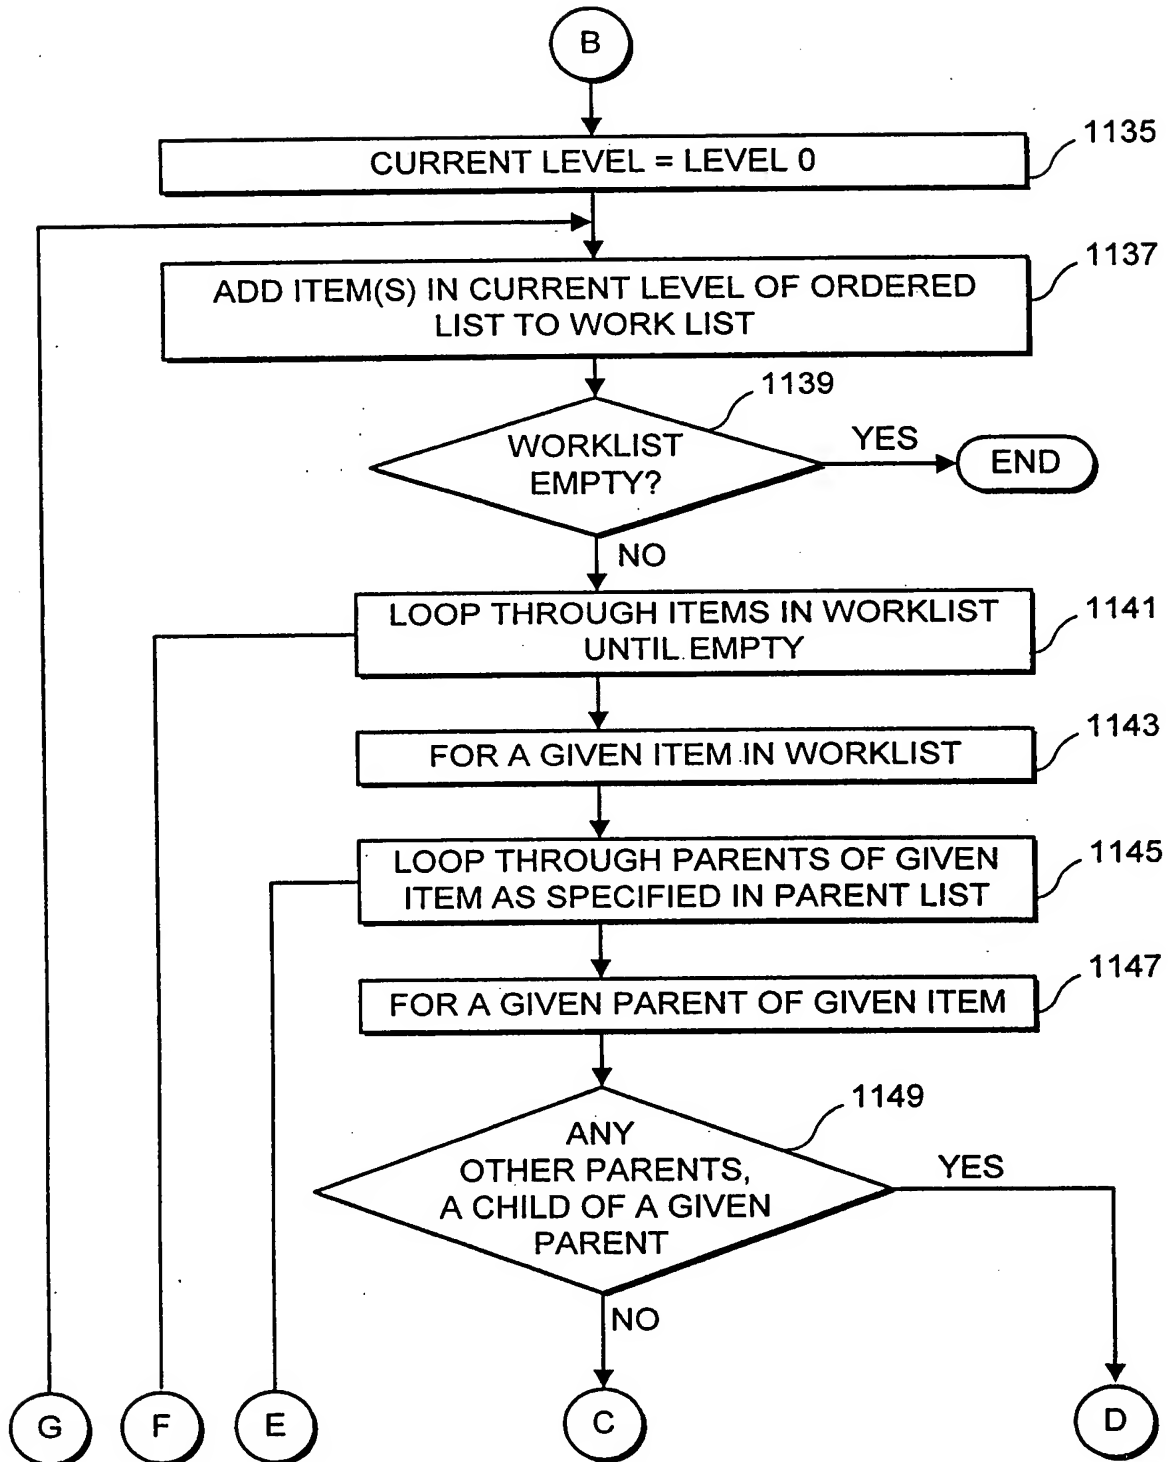 B
CURRENT LEVEL = LEVEL 0
1135
ADD ITEM(S) IN CURRENT LEVEL OF ORDERED
LIST TO WORK LIST
1137
1139
WORKLIST
EMPTY?
YES
END
NO
LOOP THROUGH ITEMS IN WORKLIST
UNTIL EMPTY
1141
FOR A GIVEN ITEM IN WORKLIST
1143
LOOP THROUGH PARENTS OF GIVEN
ITEM AS SPECIFIED IN PARENT LIST
1145
FOR A GIVEN PARENT OF GIVEN ITEM
1147
1149
ANY
OTHER PARENTS,
A CHILD OF A GIVEN
PARENT
YES
NO
G
F
E
C
D